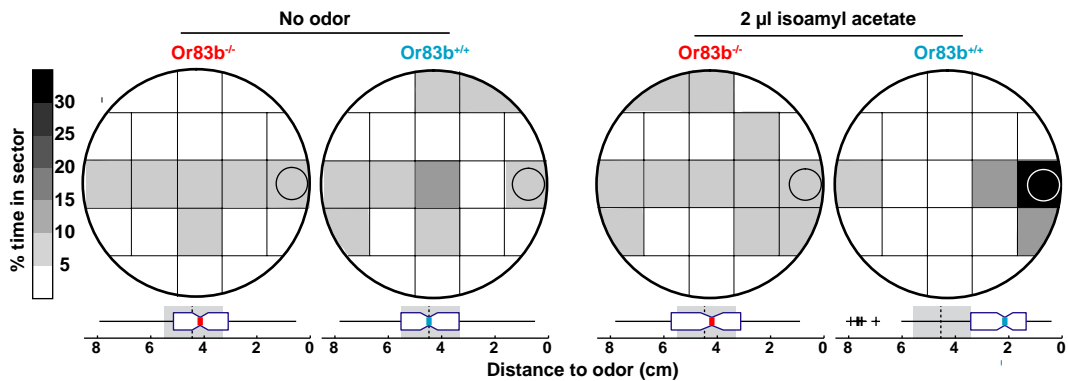 No odor
2 µl isoamyl acetate
Or83b-/-
Or83b+/+
Or83b-/-
Or83b+/+
% time in sector
30
25
20
15
10
5
8 6 4 2 0
8 6 4 2 0
8 6 4 2 0
8 6 4 2 0
Distance to odor (cm)